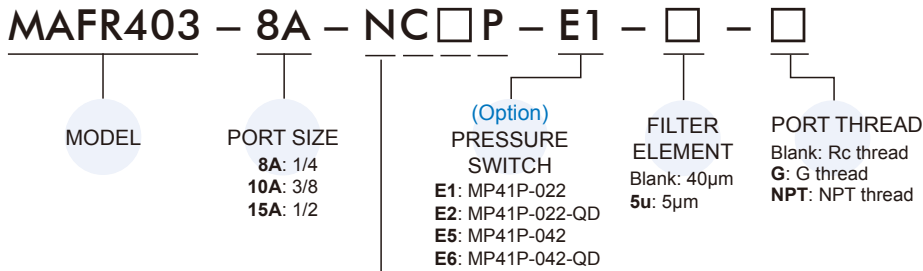 MAFR403 – 8A – NC□P – E1 – □ – □
MODEL
PORT SIZE
8A: 1/4
10A: 3/8
15A: 1/2
(Option)
PRESSURE
SWITCH
E1: MP41P-022
E2: MP41P-022-QD
E5: MP41P-042
E6: MP41P-042-QD
FILTER
ELEMENT
Blank: 40µm
5u: 5µm
PORT THREAD
Blank: Rc thread
G: G thread
NPT: NPT thread